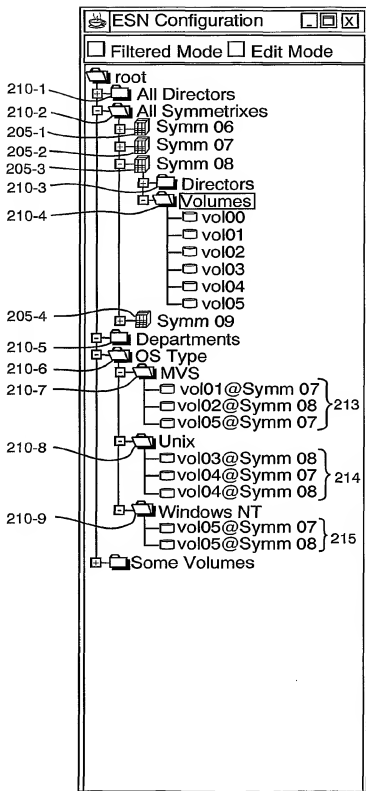 ESN Configuration
Filtered Mode Edit Mode
root
210-1 All Directors
210-2 All Symmetrixes
205-1 Symm 06
205-2 Symm 07
205-3 Symm 08
210-3 Directors
210-4 Volumes
vol00
vol01
vol02
vol03
vol04
vol05
205-4 Symm 09
210-5 Departments
210-6 OS Type
210-7 MVS
vol01@Symm 07
vol02@Symm 08 213
vol05@Symm 07
210-8 Unix
vol03@Symm 08
vol04@Symm 07 214
vol04@Symm 08
210-9 Windows NT
vol05@Symm 07
vol05@Symm 08 215
Some Volumes